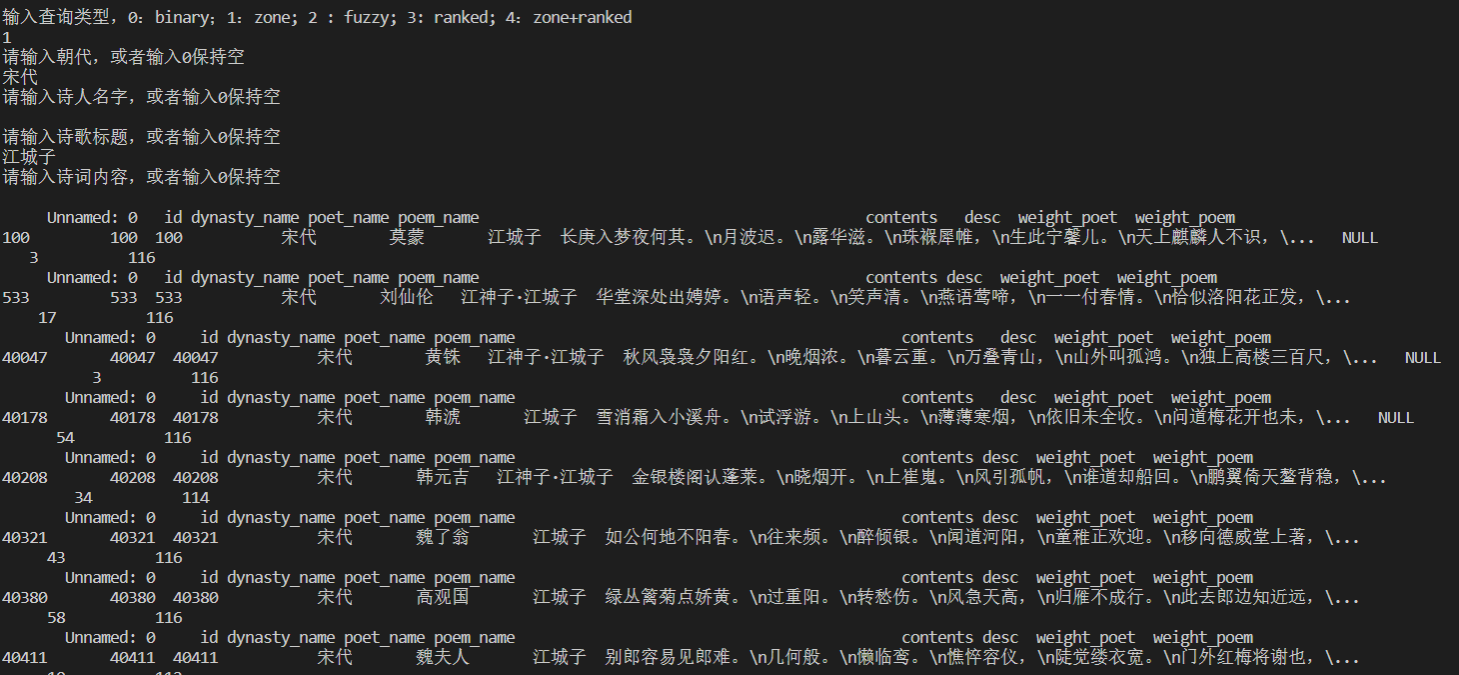 输入查询类型，0：binary；1：zone; 2 : fuzzy; 3: ranked; 4：zone+ranked
1
请输入朝代，或者输入0保持空
宋代
请输入诗人名字，或者输入0保持空
请输入诗歌标题，或者输入0保持空
江城子
请输入诗词内容，或者输入0保持空
Unnamed: 0 id dynasty_name poet_name poem_name contents desc weight_poet weight_poem
100 100 100 宋代 莫蒙 江城子 长庚入梦夜何其。\n月波迟。\n露华滋。\n珠褓犀帷，\n生此宁馨儿。\n天上麒麟人不识，\... NULL
3 116
Unnamed: 0 id dynasty_name poet_name poem_name contents desc weight_poet weight_poem
533 533 533 宋代 刘仙伦 江神子·江城子 华堂深处出娉婷。\n语声轻。\n笑声清。\n燕语莺啼，\n一一付春情。\n恰似洛阳花正发，\...
17 116
Unnamed: 0 id dynasty_name poet_name poem_name contents desc weight_poet weight_poem
40047 40047 40047 宋代 黄铢 江神子·江城子 秋风袅袅夕阳红。\n晚烟浓。\n暮云重。\n万叠青山，\n山外叫孤鸿。\n独上高楼三百尺，\... NULL
3 116
Unnamed: 0 id dynasty_name poet_name poem_name contents desc weight_poet weight_poem
40178 40178 40178 宋代 韩淲 江城子 雪消霜入小溪舟。\n试浮游。\n上山头。\n薄薄寒烟，\n依旧未全收。\n问道梅花开也未，\... NULL
54 116
Unnamed: 0 id dynasty_name poet_name poem_name contents desc weight_poet weight_poem
40208 40208 40208 宋代 韩元吉 江神子·江城子 金银楼阁认蓬莱。\n晓烟开。\n上崔嵬。\n风引孤帆，\n谁道却船回。\n鹏翼倚天鳌背稳，\...
34 114
Unnamed: 0 id dynasty_name poet_name poem_name contents desc weight_poet weight_poem
40321 40321 40321 宋代 魏了翁 江城子 如公何地不阳春。\n往来频。\n醉倾银。\n闻道河阳，\n童稚正欢迎。\n移向德威堂上著，\...
43 116
Unnamed: 0 id dynasty_name poet_name poem_name contents desc weight_poet weight_poem
40380 40380 40380 宋代 高观国 江城子 绿丛篱菊点娇黄。\n过重阳。\n转愁伤。\n风急天高，\n归雁不成行。\n此去郎边知近远，\...
58 116
Unnamed: 0 id dynasty_name poet_name poem_name contents desc weight_poet weight_poem
40411 40411 40411 宋代 魏夫人 江城子 别郎容易见郎难。\n几何般。\n懒临鸾。\n憔悴容仪，\n陡觉缕衣宽。\n门外红梅将谢也，\...